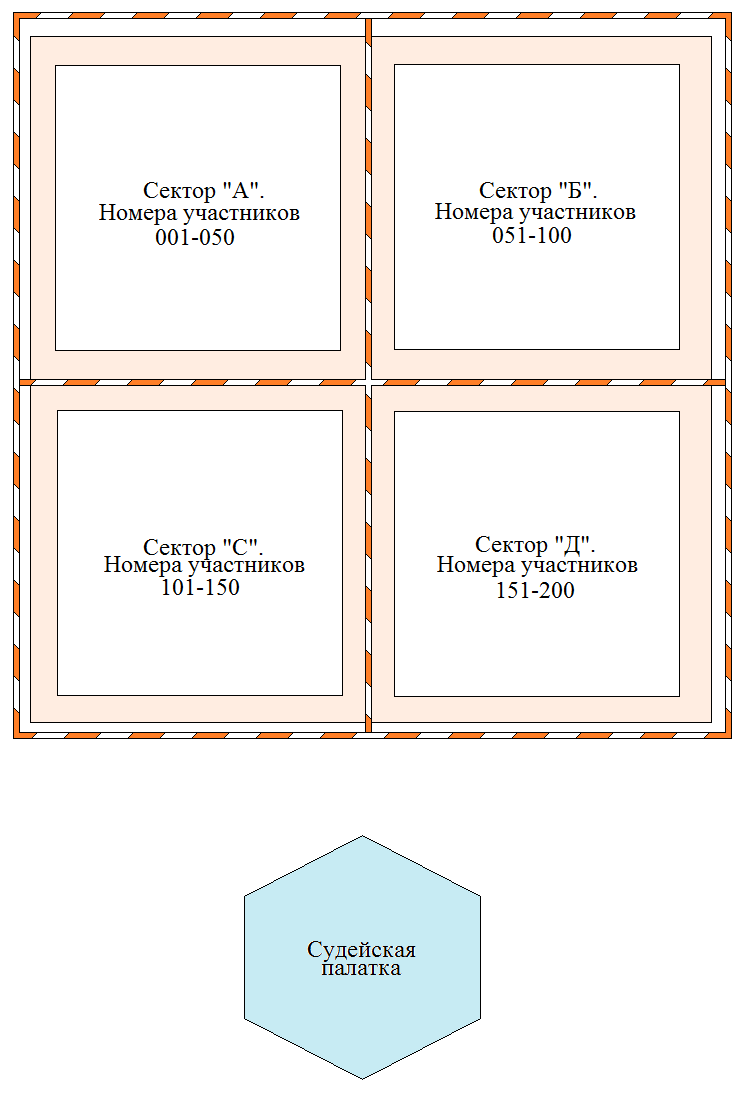 Сектор "А".
Номера участников
001-050
Сектор "Б".
Номера участников
051-100
Сектор "С".
Номера участников
101-150
Сектор "Д".
Номера участников
151-200
Судейская
палатка